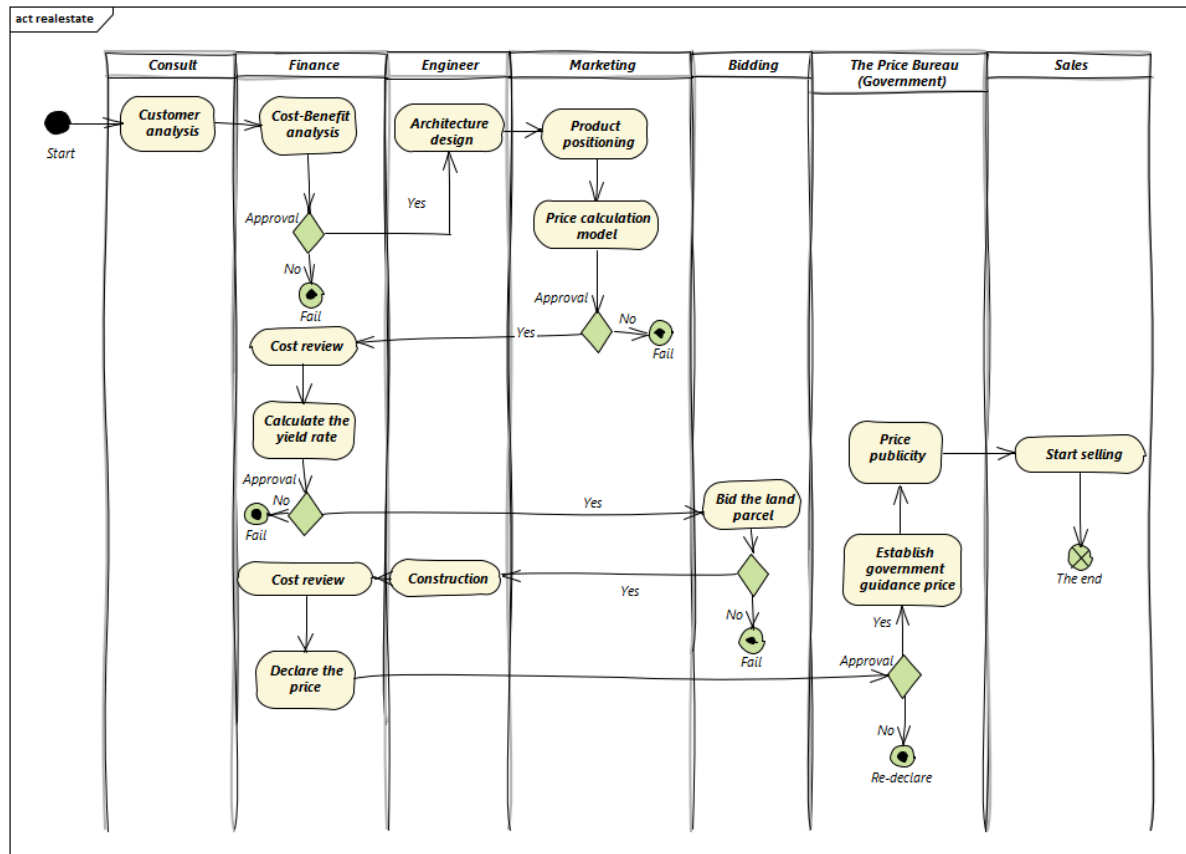 act realestate
Consult
Finance
Engineer
Marketing
Bidding
The Price Bureau
(Government)
Sales
Start
Customer
analysis
Cost-Benefit
analysis
Architecture
design
Product
positioning
Approval
Yes
No
Fail
Price calculation
model
Approval
No
Fail
Yes
Cost review
Calculate the
yield rate
Approval
No
Fail
Yes
Bid the land
parcel
Yes
No
Fail
Construction
Cost review
Declare the
price
Approval
Yes
No
Re-declare
Establish
government
guidance price
Price
publicity
Start selling
The end